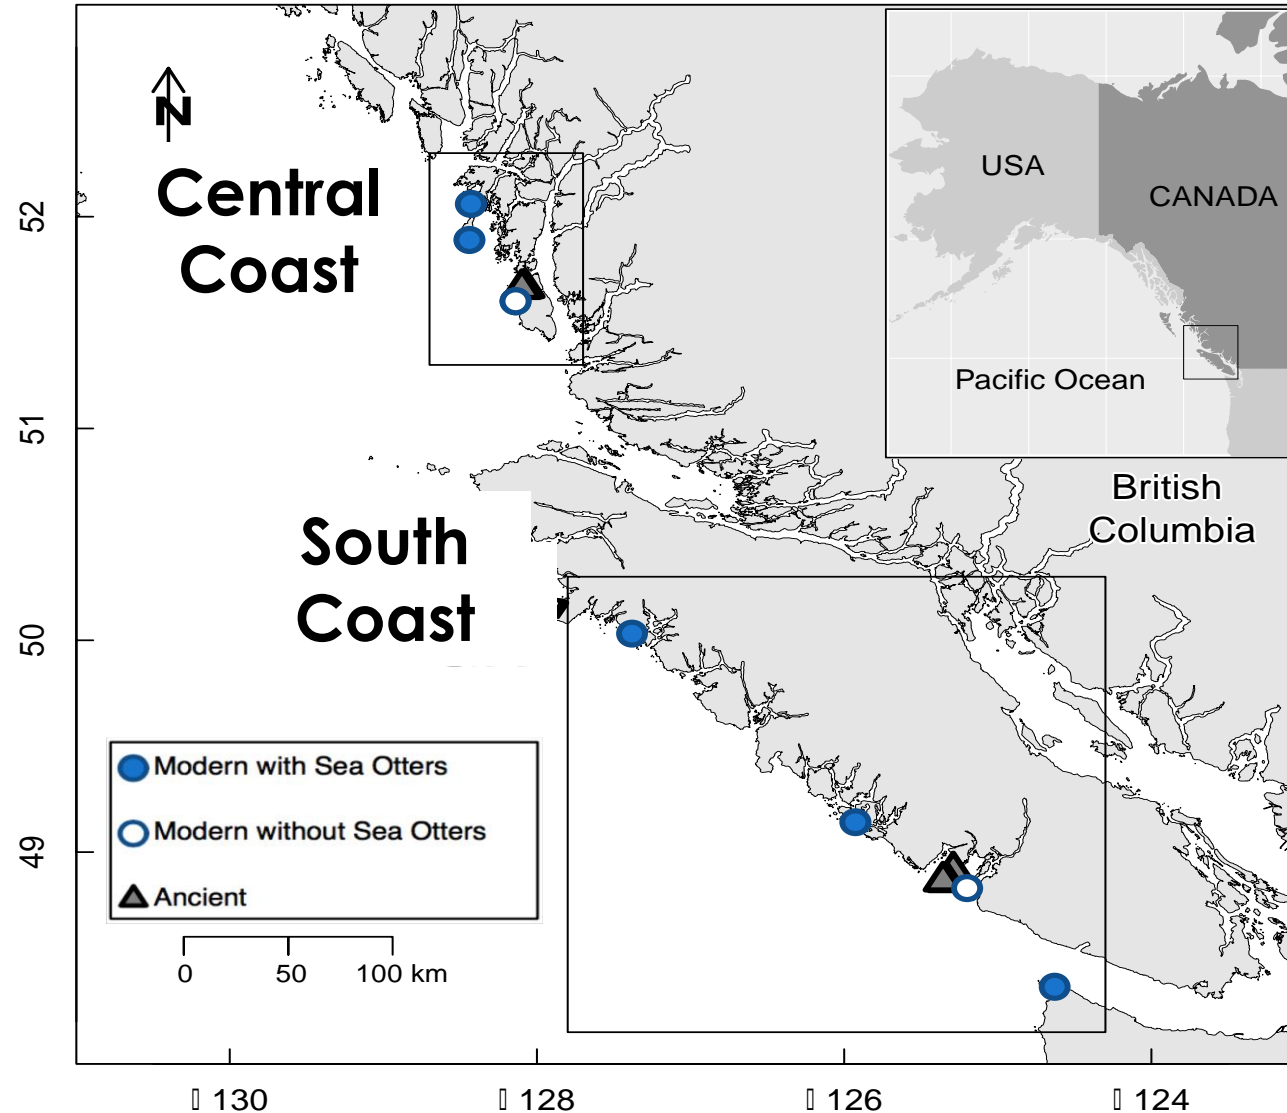 N
Central
Coast
USA
CANADA
Pacific Ocean
British
Columbia
South
Coast
52
51
50
49
Modern with Sea Otters
Modern without Sea Otters
Ancient
0 50 100 km
130 128 126 124